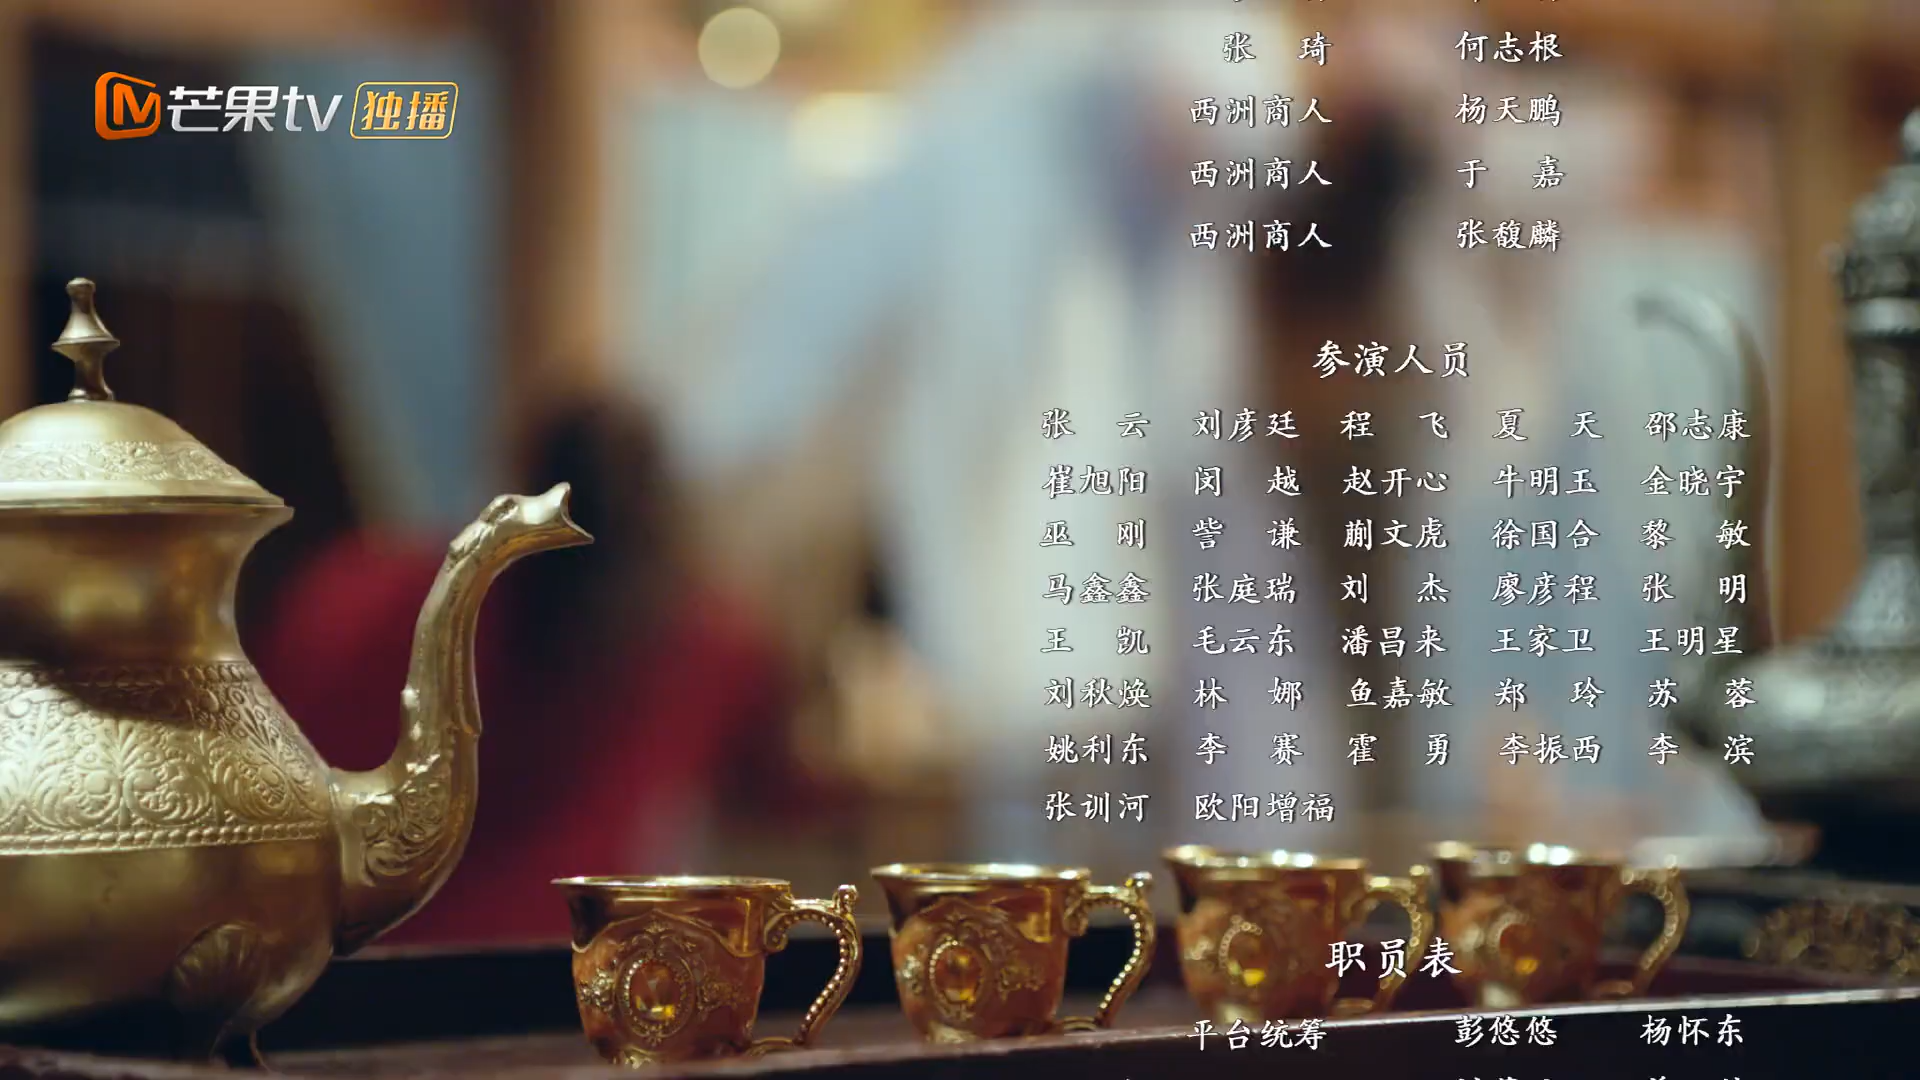 芒果tv 独播
张 琦 何志根
西洲商人 杨天鹏
西洲商人 于 嘉
西洲商人 张馥麟
参演人员
张 云 刘彦廷 程 飞 夏 天 邵志康
崔旭阳 闵 越 赵开心 牛明玉 金晓宇
巫 刚 訾 谦 蒯文虎 徐国合 黎 敏
马鑫鑫 张庭瑞 刘 杰 廖彦程 张 明
王 凯 毛云东 潘昌来 王家卫 王明星
刘秋焕 林 娜 鱼嘉敏 郑 玲 苏 蓉
姚利东 李 赛 霍 勇 李振西 李 滨
张训河 欧阳增福
职员表
平台统筹 彭悠悠 杨怀东